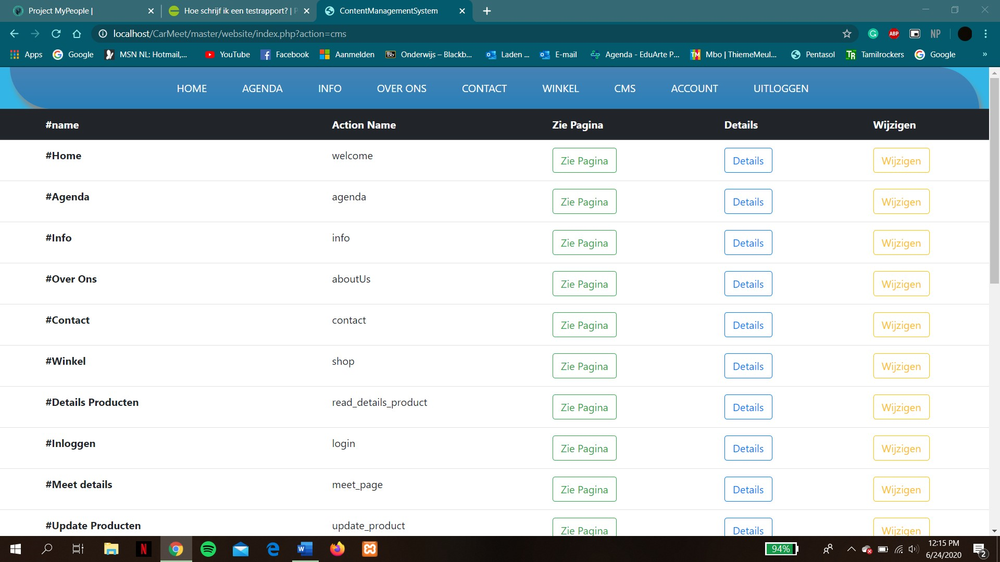 Project MyPeople |
Hoe schrijf ik een testrapport? | P
ContentManagementSystem
localhost/CarMeet/master/website/index.php?action=cms
ABP
NP
Apps
Google
MSN NL: Hotmail,...
YouTube
Facebook
Aanmelden
Bb
Onderwijs – Blackb...
Laden ...
E-mail
Agenda - EduArte P...
TM
Mbo | ThiemeMeul...
Pentasol
TR
Tamilrockers
Google
»
HOME
AGENDA
INFO
OVER ONS
CONTACT
WINKEL
CMS
ACCOUNT
UITLOGGEN
#name Action Name Zie Pagina Details Wijzigen
#Home welcome Zie Pagina Details Wijzigen
#Agenda agenda Zie Pagina Details Wijzigen
#Info info Zie Pagina Details Wijzigen
#Over Ons aboutUs Zie Pagina Details Wijzigen
#Contact contact Zie Pagina Details Wijzigen
#Winkel shop Zie Pagina Details Wijzigen
#Details Producten read_details_product Zie Pagina Details Wijzigen
#Inloggen login Zie Pagina Details Wijzigen
#Meet details meet_page Zie Pagina Details Wijzigen
#Update Producten update_product Zie Pagina Details Wijzigen
94%
12:15 PM
6/24/2020
2